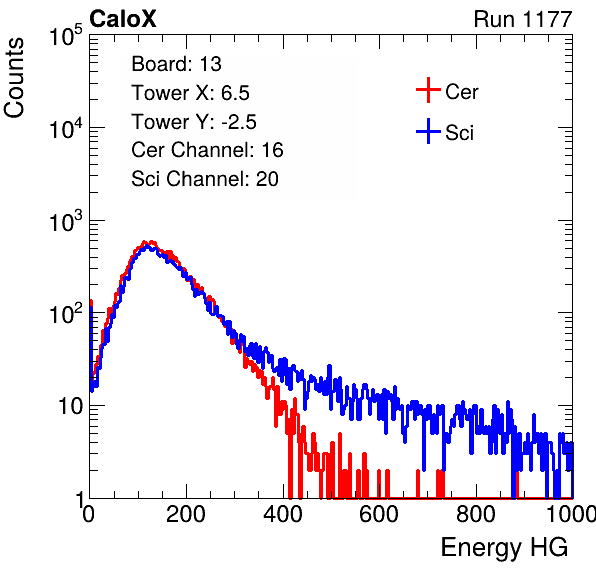 CaloX Run 1177
Counts
Board: 13
Tower X: 6.5
Tower Y: -2.5
Cer Channel: 16
Sci Channel: 20
Cer
Sci
10^5
10^4
10^3
10^2
10
1
0 200 400 600 800 1000
Energy HG